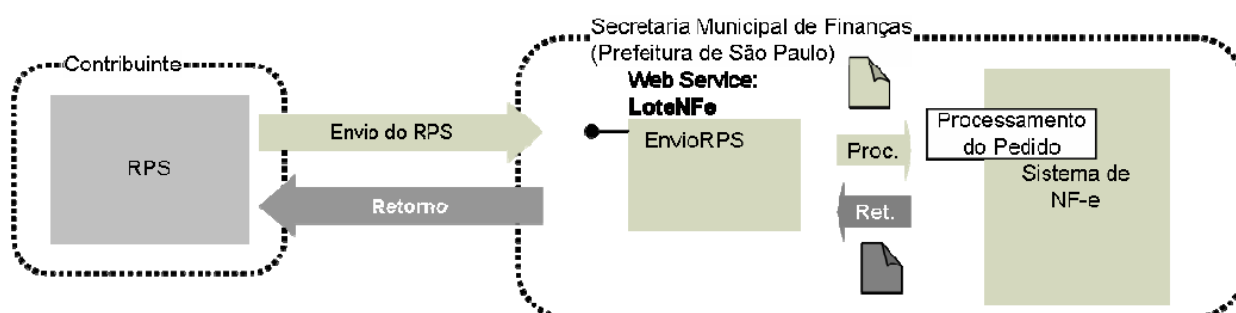 Secretaria Municipal de Finanças
(Prefeitura de São Paulo)
Contribuinte
Web Service:
LoteNFe
Envio do RPS
EnvioRPS
Proc.
Processamento
do Pedido
RPS
Sistema de
NF-e
Retorno
Ret.